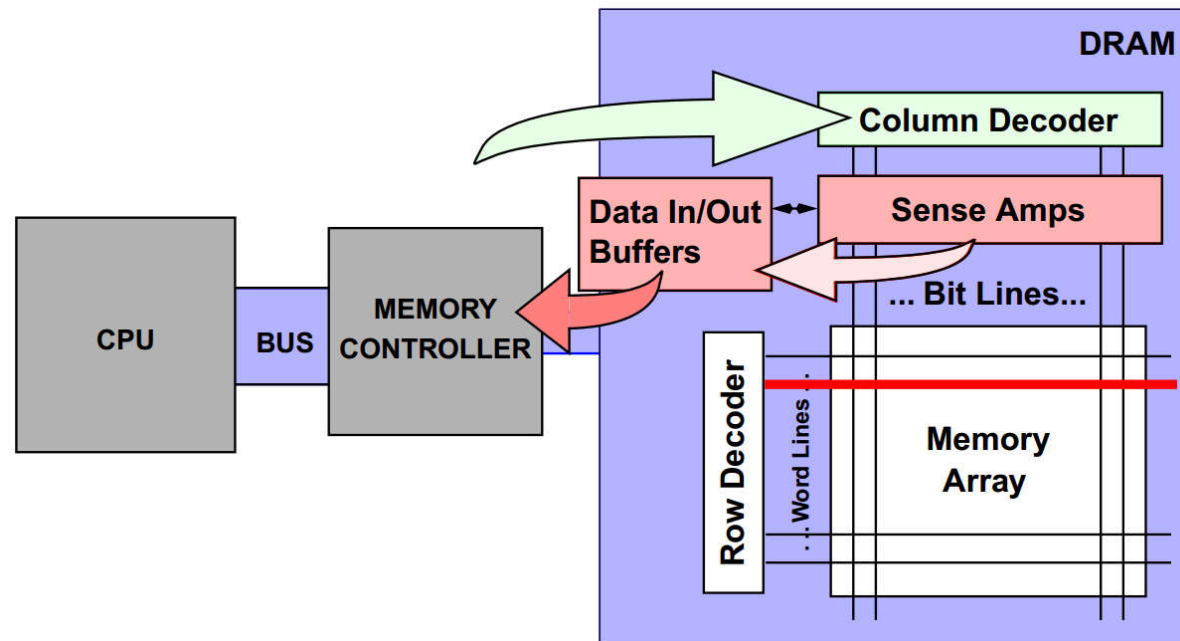 DRAM
Column Decoder
Data In/Out
Buffers
Sense Amps
... Bit Lines...
CPU
BUS
MEMORY
CONTROLLER
Row Decoder
. . .Word Lines . . .
Memory
Array